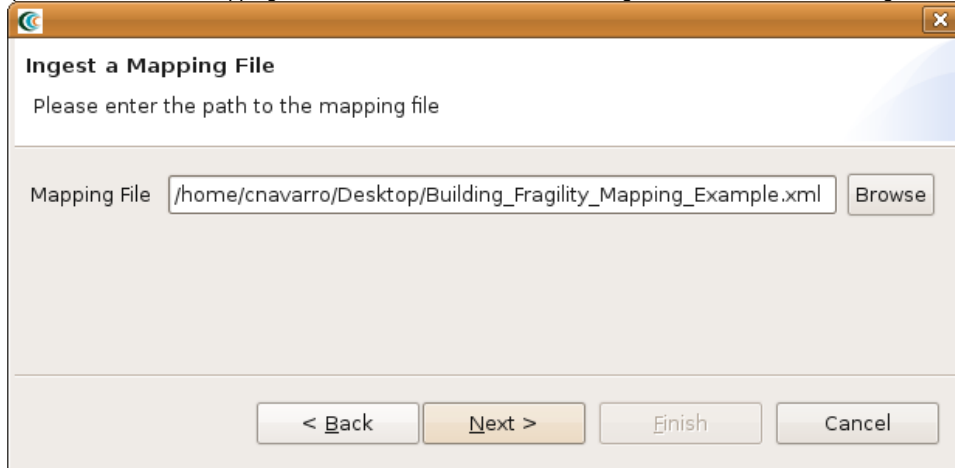 Ingest a Mapping File
Please enter the path to the mapping file
Mapping File /home/cnavarro/Desktop/Building_Fragility_Mapping_Example.xml Browse
< Back Next > Finish Cancel